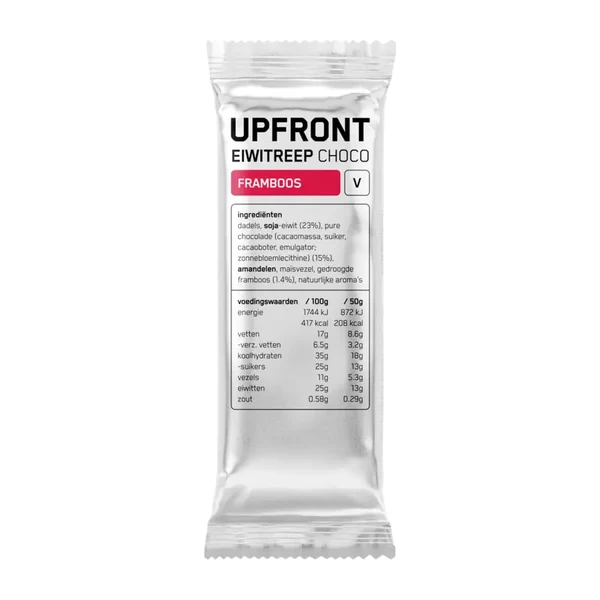 UPFRONT
EIWITREEP CHOCO
FRAMBOOS V
ingrediënten
dadels, soja-eiwit (23%), pure
chocolade (cacaomassa, suiker,
cacaoboter, emulgator;
zonnebloemlecithine) (15%),
amandelen, maïsvezel, gedroogde
framboos (1.4%), natuurlijke aroma's
voedingswaarden / 100g / 50g
energie 1744 kJ 872 kJ
417 kcal 208 kcal
vetten 17g 8.6g
-verz. vetten 6.5g 3.2g
koolhydraten 35g 18g
-suikers 25g 13g
vezels 11g 5.3g
eiwitten 25g 13g
zout 0.58g 0.29g